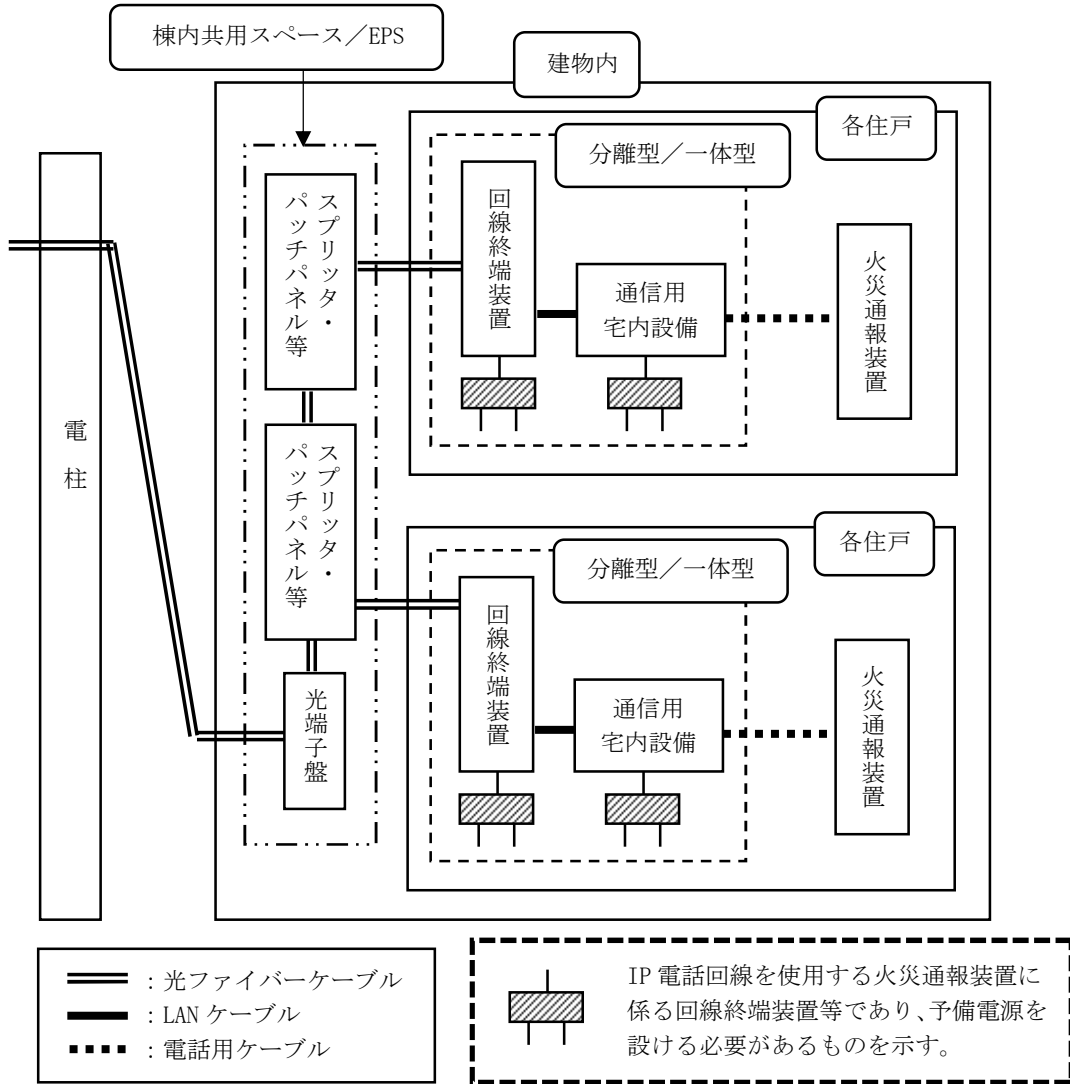 棟内共用スペース／EPS
建物内
各住戸
分離型／一体型
スプリッタ・
パッチパネル等
回線終端装置
通信用
宅内設備
火災通報装置
電柱
スプリッタ・
パッチパネル等
各住戸
分離型／一体型
回線終端装置
通信用
宅内設備
火災通報装置
光端子盤
：光ファイバーケーブル
：LAN ケーブル
：電話用ケーブル
IP 電話回線を使用する火災通報装置に
係る回線終端装置等であり、予備電源を
設ける必要があるものを示す。